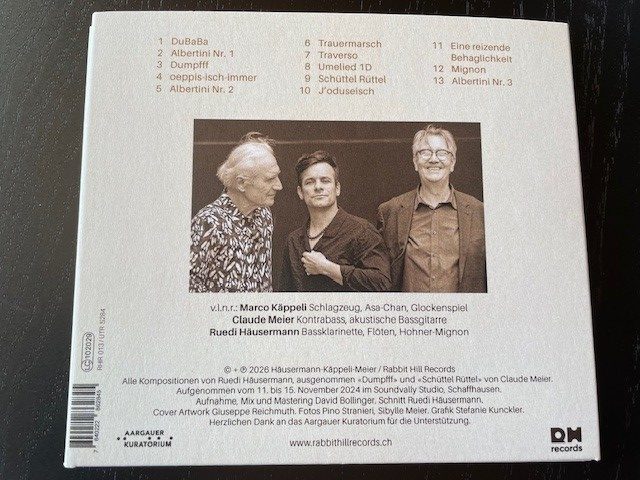 1 DuBaBa
2 Albertini Nr. 1
3 Dumpfff
4 oeppis-isch-immer
5 Albertini Nr. 2
6 Trauermarsch
7 Traverso
8 Umelied 1D
9 Schüttel Rüttel
10 J'oduseisch
11 Eine reizende
Behaglichkeit
12 Mignon
13 Albertini Nr. 3
v.l.n.r.: Marco Käppeli Schlagzeug, Asa-Chan, Glockenspiel
Claude Meier Kontrabass, akustische Bassgitarre
Ruedi Häusermann Bassklarinette, Flöten, Hohner-Mignon
© + ℗ 2026 Häusermann-Käppeli-Meier / Rabbit Hill Records
Alle Kompositionen von Ruedi Häusermann, ausgenommen «Dumpfff» und «Schüttel Rüttel» von Claude Meier.
Aufgenommen vom 11. bis 15. November 2024 im Soundvally Studio, Schaffhausen.
Aufnahme, Mix und Mastering David Bollinger, Schnitt Ruedi Häusermann.
Cover Artwork Giuseppe Reichmuth. Fotos Pino Stranieri, Sibylle Meier. Grafik Stefanie Kunckler.
Herzlichen Dank an das Aargauer Kuratorium für die Unterstützung.
www.rabbithillrecords.ch
AARGAUER
KURATORIUM
records
LC 102029
RHR 013 / UTR 5284